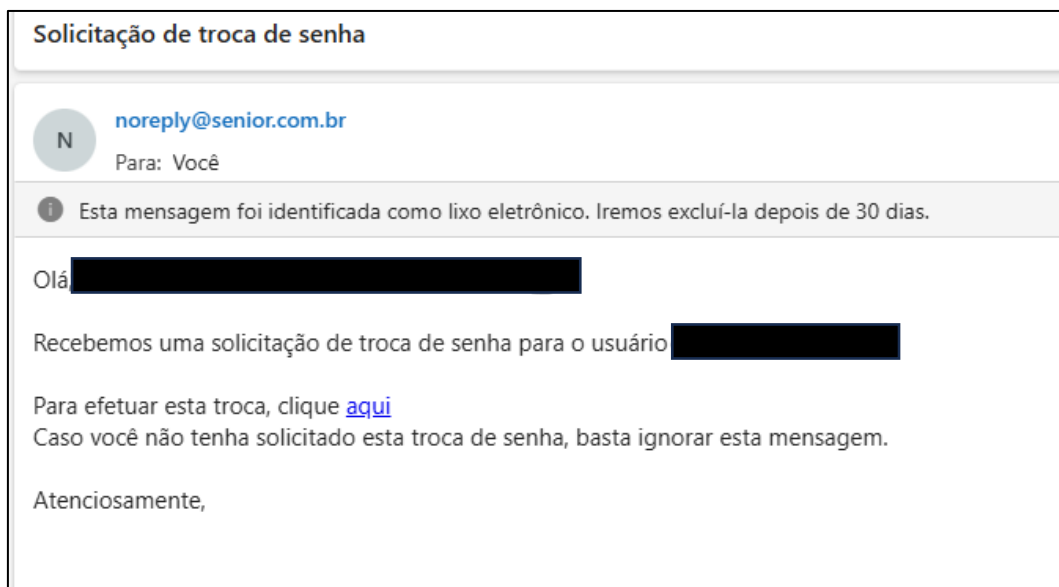 Solicitação de troca de senha
N
noreply@senior.com.br
Para: Você
Esta mensagem foi identificada como lixo eletrônico. Iremos excluí-la depois de 30 dias.
Olá,
Recebemos uma solicitação de troca de senha para o usuário
Para efetuar esta troca, clique aqui
Caso você não tenha solicitado esta troca de senha, basta ignorar esta mensagem.
Atenciosamente,